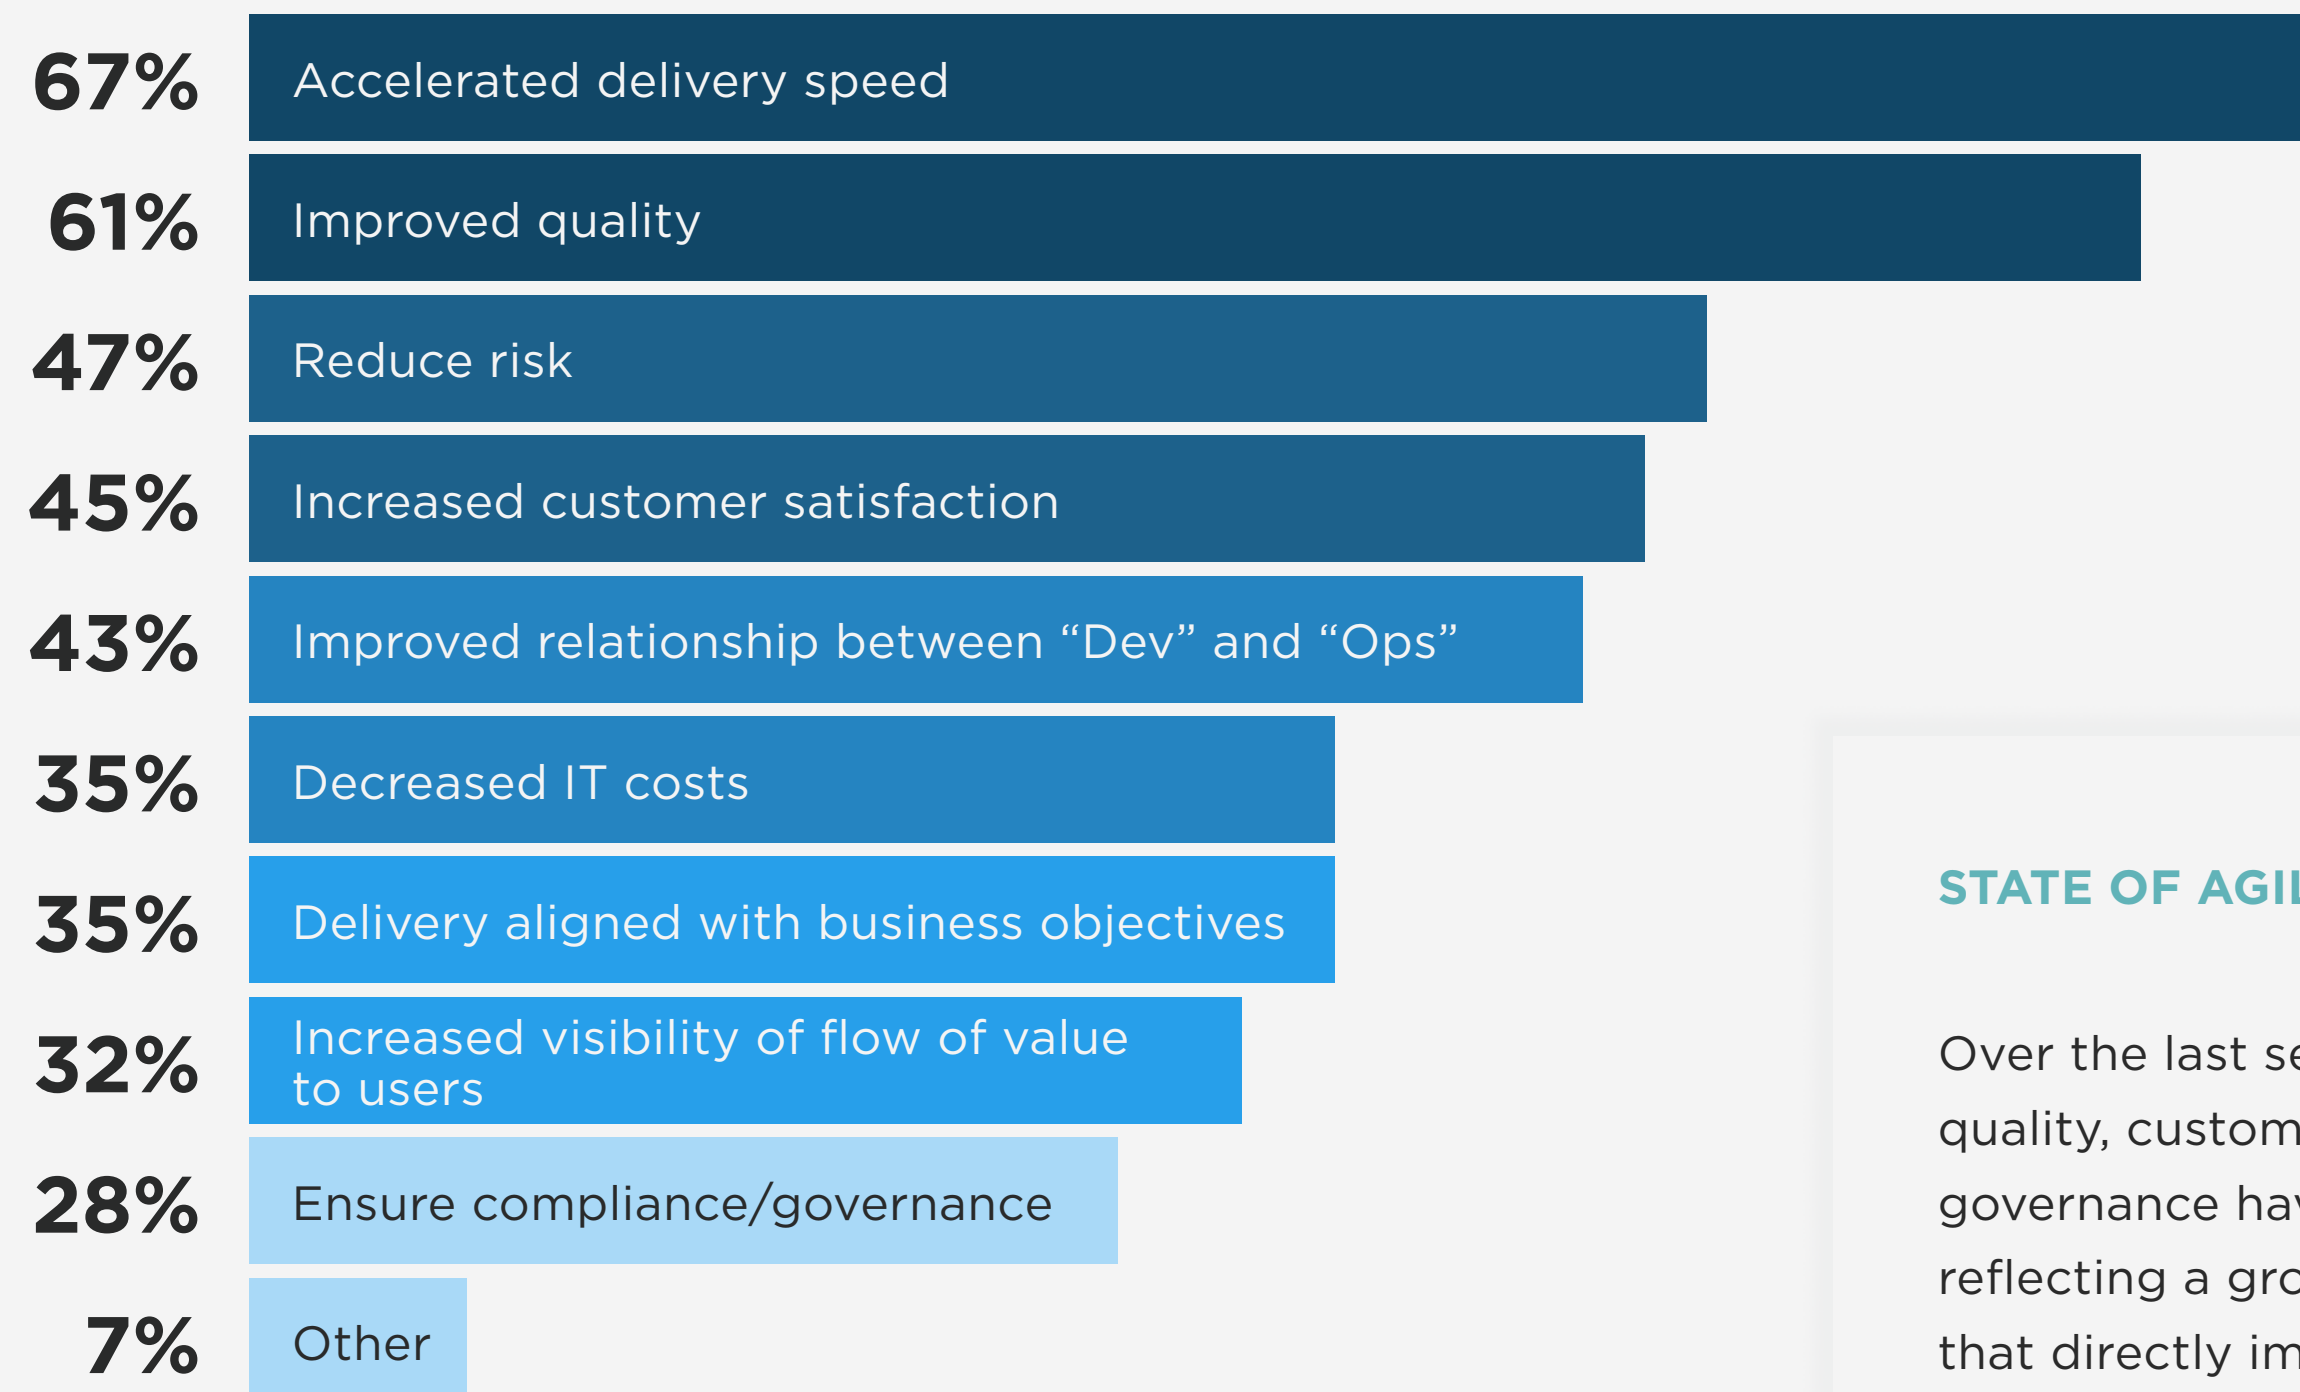 67% Accelerated delivery speed
61% Improved quality
47% Reduce risk
45% Increased customer satisfaction
43% Improved relationship between “Dev” and “Ops”
35% Decreased IT costs
35% Delivery aligned with business objectives
32% Increased visibility of flow of value
to users
28% Ensure compliance/governance
7% Other
STATE OF
Over the last
quality,
governance
reflecting a
that directly